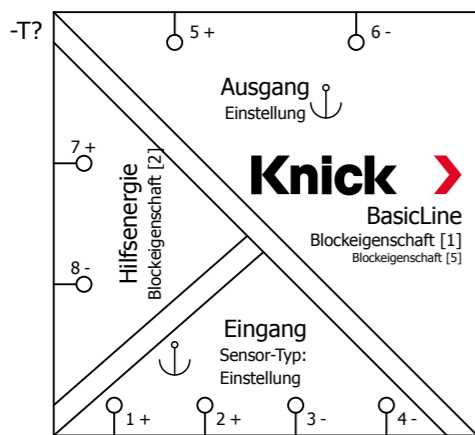 -T?
5 +
6 -
Ausgang
Einstellung
7 +
Hilfsenergie
Blockeigenschaft [2]
Knick
BasicLine
Blockeigenschaft [1]
Blockeigenschaft [5]
8 -
Eingang
Sensor-Typ:
Einstellung
1 +
2 +
3 -
4 -